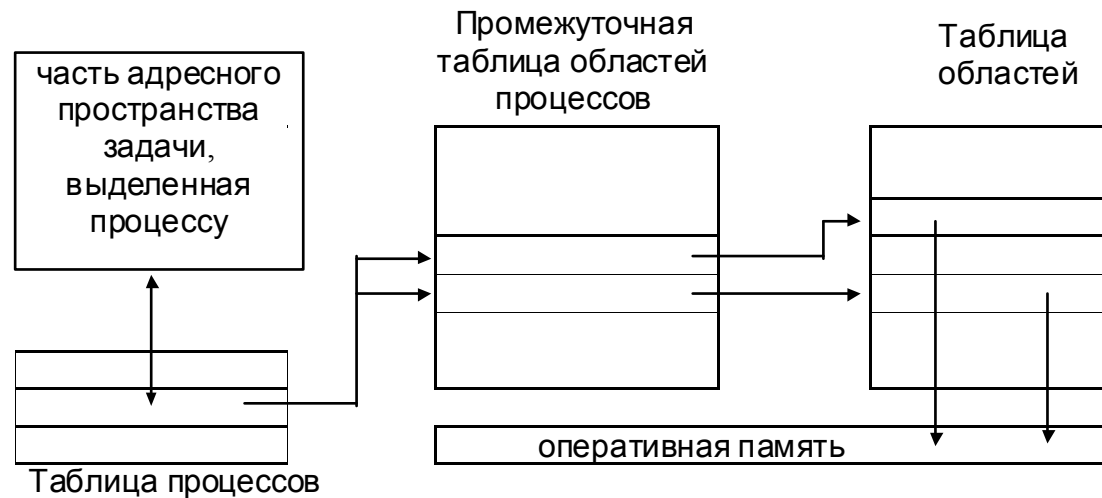 часть адресного
пространства
задачи,
выделенная
процессу
Промежуточная
таблица областей
процессов
Таблица
областей
оперативная память
Таблица процессов